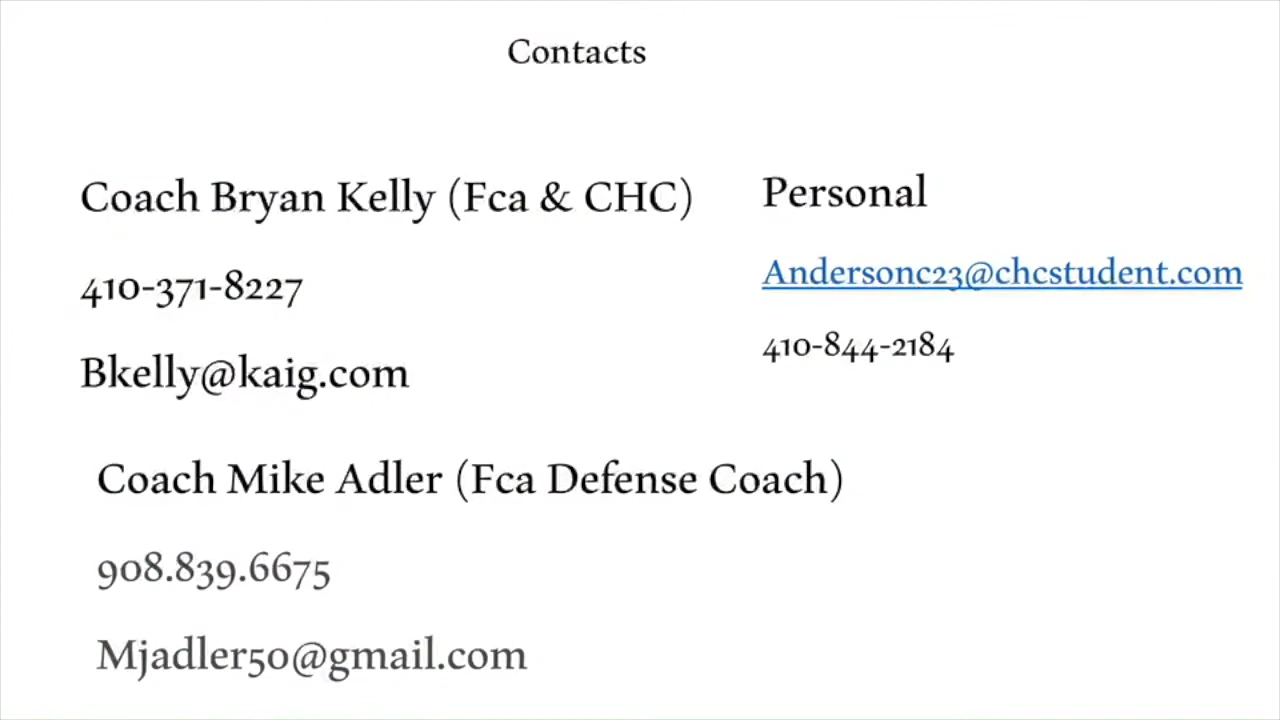 Contacts
Coach Bryan Kelly (Fca & CHC)
410-371-8227
Bkelly@kaig.com
Personal
Andersonc23@chcstudent.com
410-844-2184
Coach Mike Adler (Fca Defense Coach)
908.839.6675
Mjadler50@gmail.com